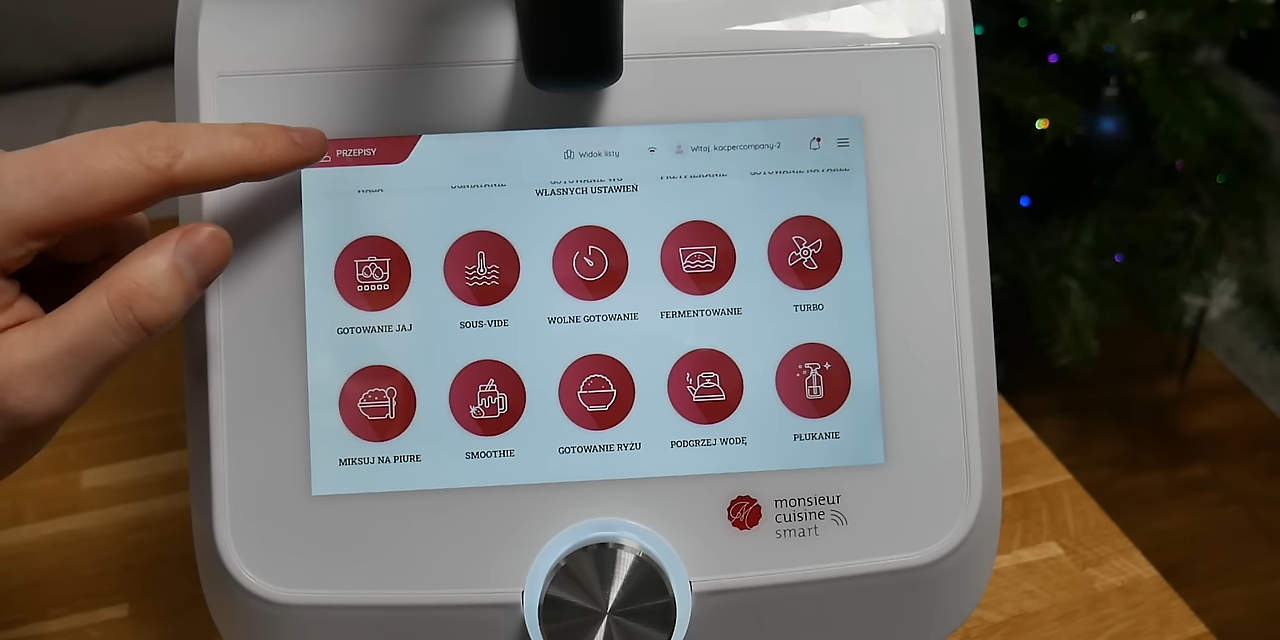 PRZEPISY
Widok listy
Witaj, kacpercompany-2
WŁASNYCH USTAWIEŃ
GOTOWANIE JAJ
SOUS-VIDE
WOLNE GOTOWANIE
FERMENTOWANIE
TURBO
MIKSUJ NA PIURE
SMOOTHIE
GOTOWANIE RYŻU
PODGRZEJ WODĘ
PŁUKANIE
monsieur
cuisine
smart